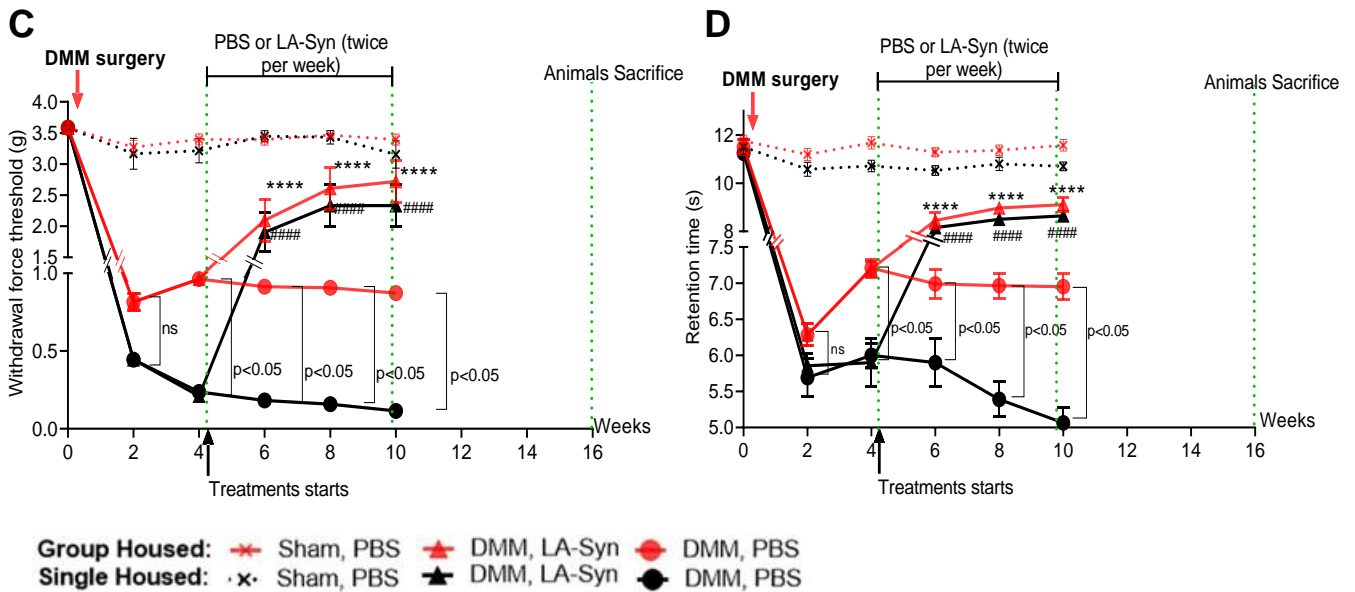 C
PBS or LA-Syn (twice
per week)
DMM surgery
Animals Sacrifice
Withdrawal force threshold (g)
4.0
3.5
3.0
2.5
2.0
1.5
1.0
0.5
0.0
****
****
****
####
####
####
ns
p<0.05
p<0.05
p<0.05
p<0.05
Weeks
0 2 4 6 8 10 12 14 16
Treatments starts
D
PBS or LA-Syn (twice
per week)
DMM surgery
Animals Sacrifice
Retention time (s)
12
10
8
7.5
7.0
6.5
6.0
5.5
5.0
****
****
****
####
####
####
ns
p<0.05
p<0.05
p<0.05
p<0.05
Weeks
0 2 4 6 8 10 12 14 16
Treatments starts
Group Housed: Sham, PBS DMM, LA-Syn DMM, PBS
Single Housed: Sham, PBS DMM, LA-Syn DMM, PBS